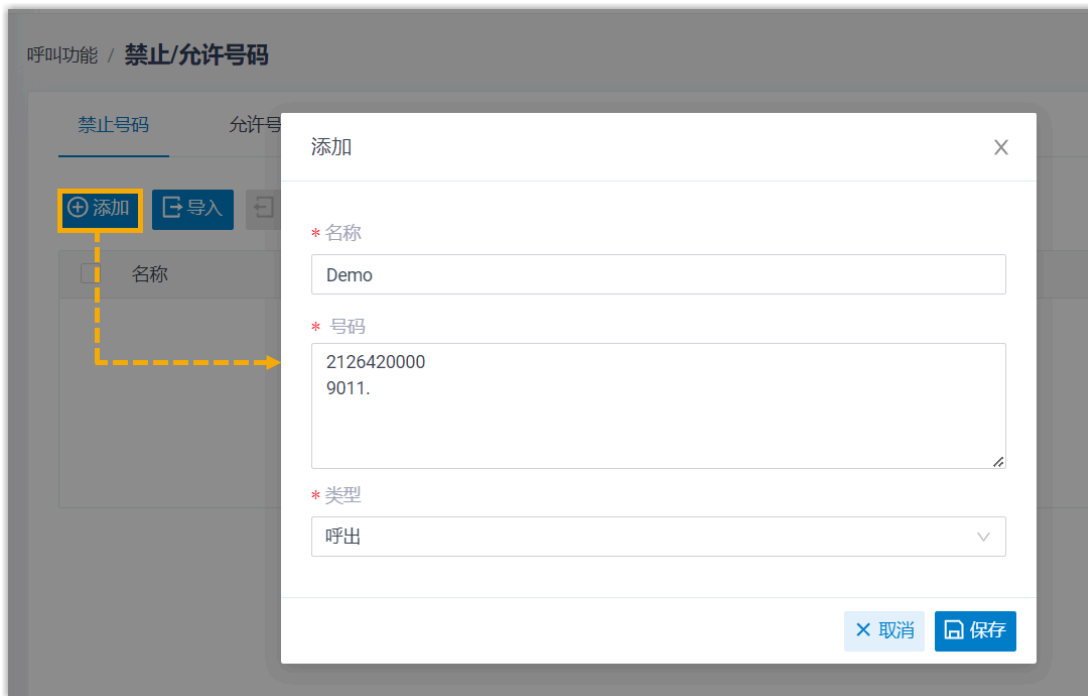 呼叫功能 / 禁止/允许号码
禁止号码 允许号
添加
添加 导入
* 名称
Demo
名称
* 号码
2126420000
9011.
* 类型
呼出
取消 保存